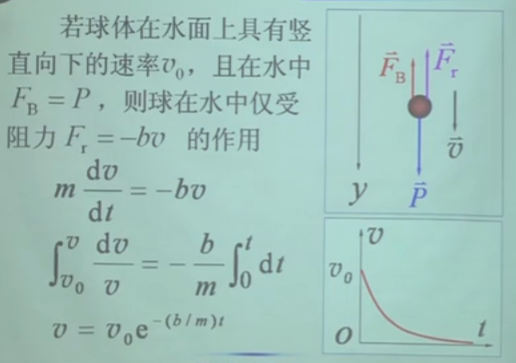 若球体在水面上具有竖
直向下的速率v₀，且在水中
F_B = P，则球在水中仅受
阻力 F_r = −bv 的作用
m dv/dt = −bv
∫_{v₀}^{v} dv/v = − b/m ∫_0^t dt
v = v₀e^{−(b/m)t}
F⃗_B
F⃗_r
v⃗
y
P⃗
v
v₀
O
t